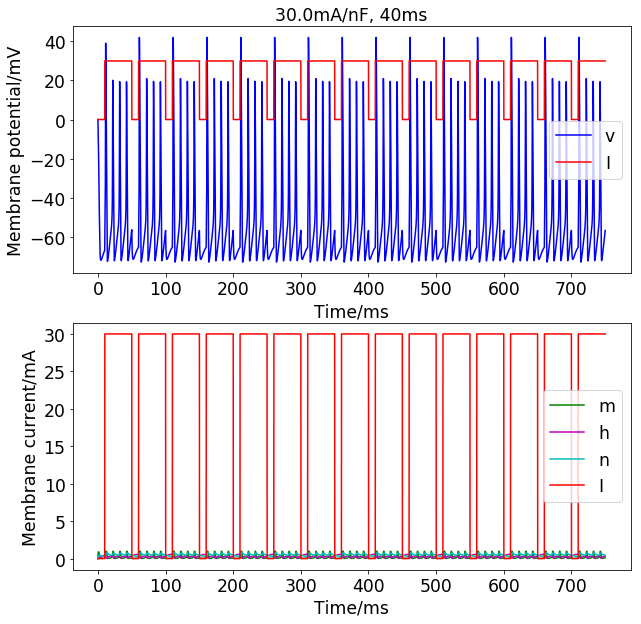 30.0mA/nF, 40ms
Membrane potential/mV
40
20
0
−20
−40
−60
v
I
0 100 200 300 400 500 600 700
Time/ms
Membrane current/mA
30
25
20
15
10
5
0
m
h
n
I
0 100 200 300 400 500 600 700
Time/ms